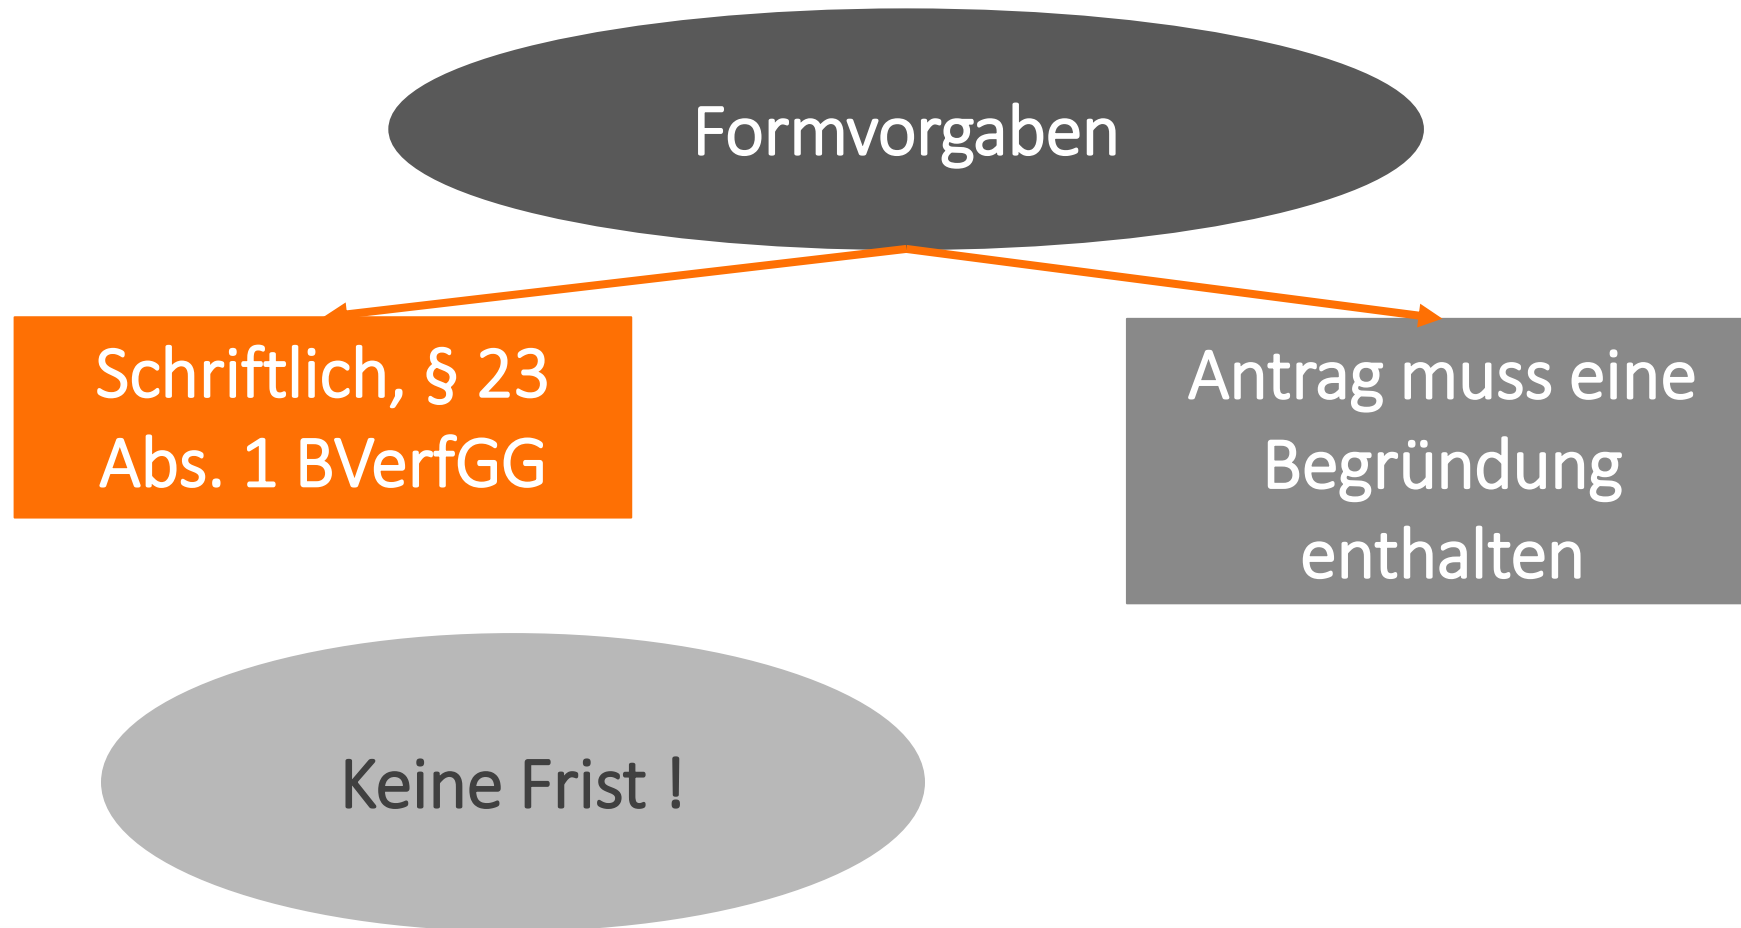 Formvorgaben
Schriftlich, § 23
Abs. 1 BVerfGG
Antrag muss eine
Begründung
enthalten
Keine Frist !